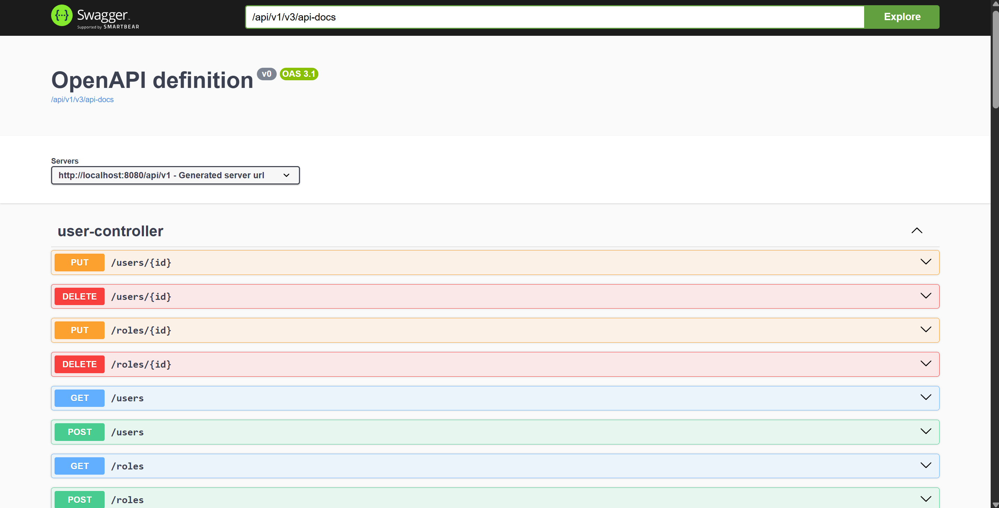 Swagger™
Supported by SMARTBEAR
/api/v1/v3/api-docs
Explore
OpenAPI definition v0 OAS 3.1
/api/v1/v3/api-docs
Servers
http://localhost:8080/api/v1 - Generated server url
user-controller
PUT /users/{id}
DELETE /users/{id}
PUT /roles/{id}
DELETE /roles/{id}
GET /users
POST /users
GET /roles
POST /roles